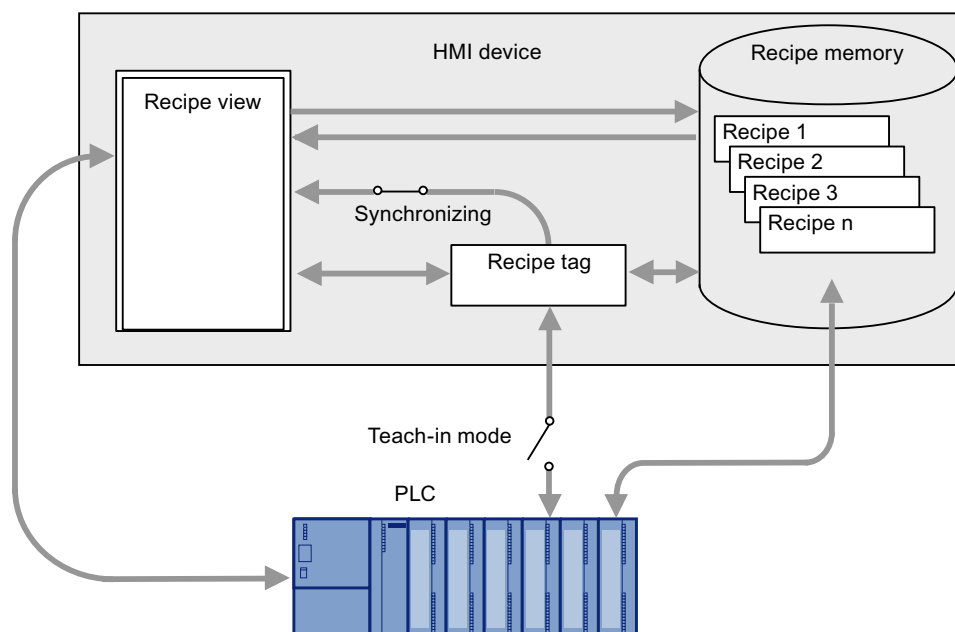 HMI device
Recipe memory
Recipe view
Recipe 1
Recipe 2
Recipe 3
Recipe n
Synchronizing
Recipe tag
Teach-in mode
PLC